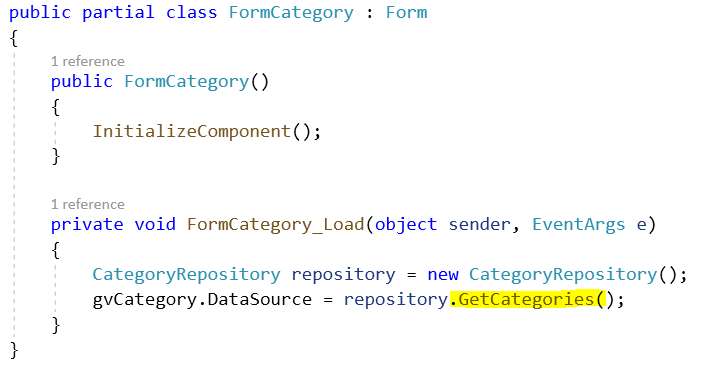 public partial class FormCategory : Form
{
1 reference
public FormCategory()
{
InitializeComponent();
}
1 reference
private void FormCategory_Load(object sender, EventArgs e)
{
CategoryRepository repository = new CategoryRepository();
gvCategory.DataSource = repository.GetCategories();
}
}